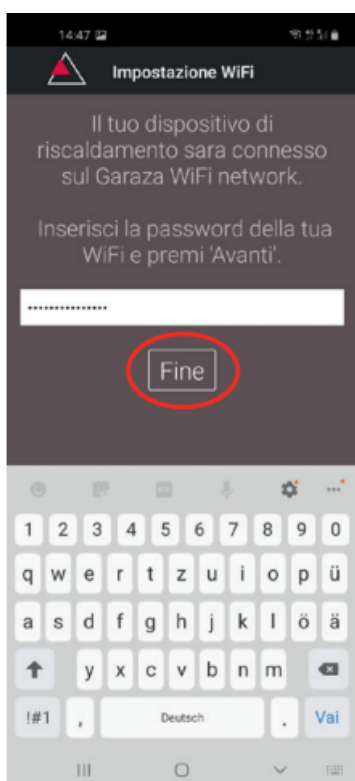 14:47
Impostazione WiFi
Il tuo dispositivo di
riscaldamento sara connesso
sul Garaza WiFi network.
Inserisci la password della tua
WiFi e premi 'Avanti'.
•••••••••••••••
Fine
1 2 3 4 5 6 7 8 9 0
q w e r t z u i o p ü
a s d f g h j k l ö ä
y x c v b n m
!#1 , Deutsch . Vai